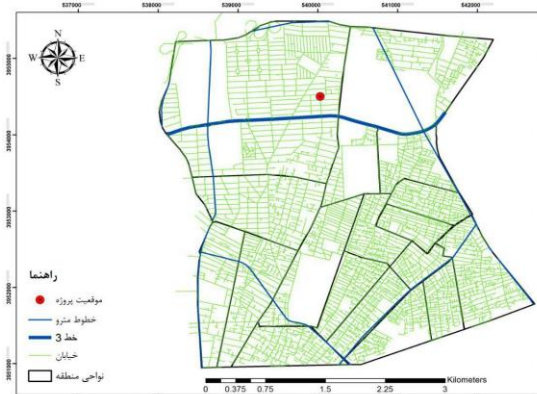 537000 538000 539000 540000 541000 542000
N
W E
S
3955000
3954000
3953000
3952000
3951000
راهنما
موقعیت پروژه
خطوط مترو
خط 3
خیابان
نواحی منطقه
Kilometers
0 0.375 0.75 1.5 2.25 3